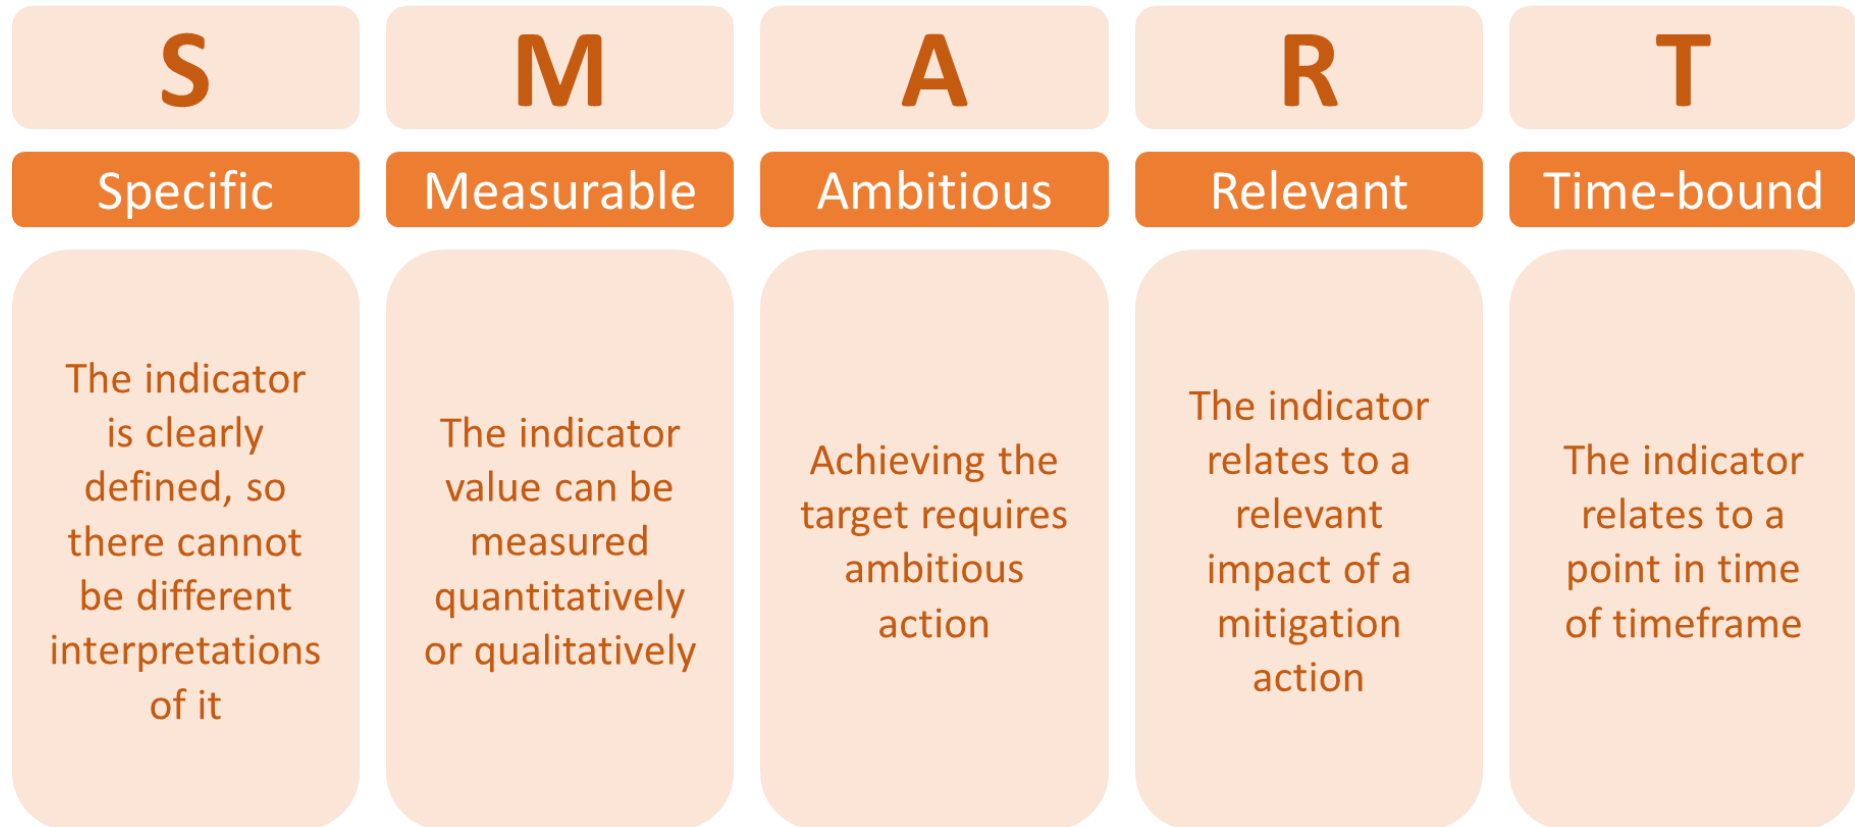 S
Specific
The indicator
is clearly
defined, so
there cannot
be different
interpretations
of it
M
Measurable
The indicator
value can be
measured
quantitatively
or qualitatively
A
Ambitious
Achieving the
target requires
ambitious
action
R
Relevant
The indicator
relates to a
relevant
impact of a
mitigation
action
T
Time-bound
The indicator
relates to a
point in time
of timeframe